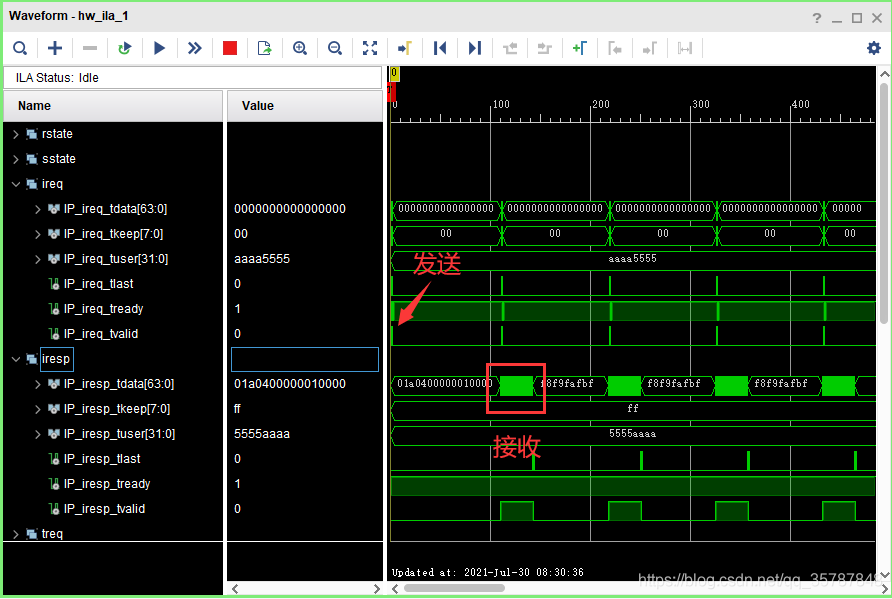 Waveform - hw_ila_1
ILA Status: Idle
Name
Value
0
0
100
200
300
400
rstate
sstate
ireq
IP_ireq_tdata[63:0]
0000000000000000
0000000000000000
0000000000000000
0000000000000000
0000000000000000
00000
IP_ireq_tkeep[7:0]
00
00
00
00
00
00
IP_ireq_tuser[31:0]
aaaa5555
aaaa5555
发送
IP_ireq_tlast
0
IP_ireq_tready
1
IP_ireq_tvalid
0
iresp
IP_iresp_tdata[63:0]
01a0400000010000
01a0400000010000
f8f9fafbf
f8f9fafbf
f8f9fafbf
IP_iresp_tkeep[7:0]
ff
ff
IP_iresp_tuser[31:0]
5555aaaa
5555aaaa
接收
IP_iresp_tlast
0
IP_iresp_tready
1
IP_iresp_tvalid
0
treq
Updated at: 2021-Jul-30 08:30:36
https://blog.csdn.net/qq_35787848